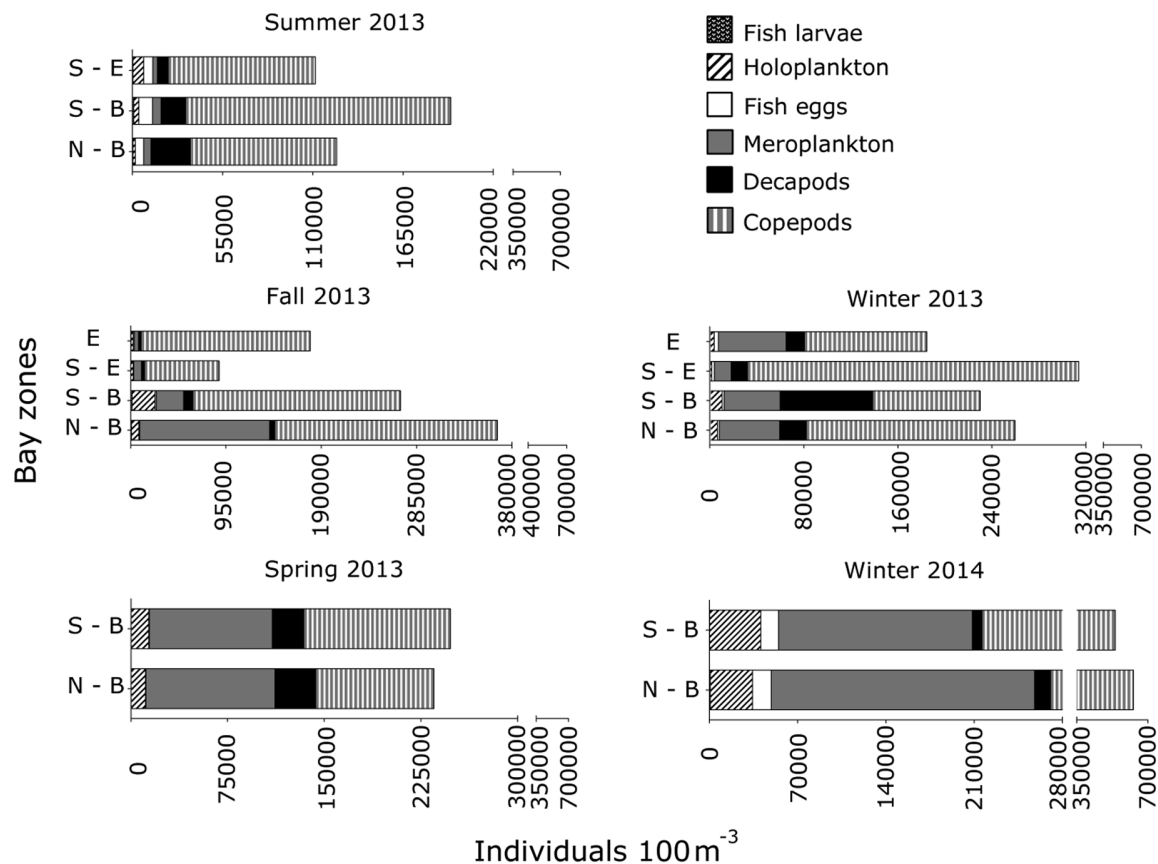 Summer 2013
S - E
S - B
N - B
0 55000 110000 165000 220000 350000 700000
Fish larvae
Holoplankton
Fish eggs
Meroplankton
Decapods
Copepods
Bay zones
Fall 2013
E
S - E
S - B
N - B
0 95000 190000 285000 380000 400000 700000
Winter 2013
E
S - E
S - B
N - B
0 80000 160000 240000 320000 350000 700000
Spring 2013
S - B
N - B
0 75000 150000 225000 300000 350000 700000
Winter 2014
S - B
N - B
0 70000 140000 210000 280000 350000 700000
Individuals 100m⁻³